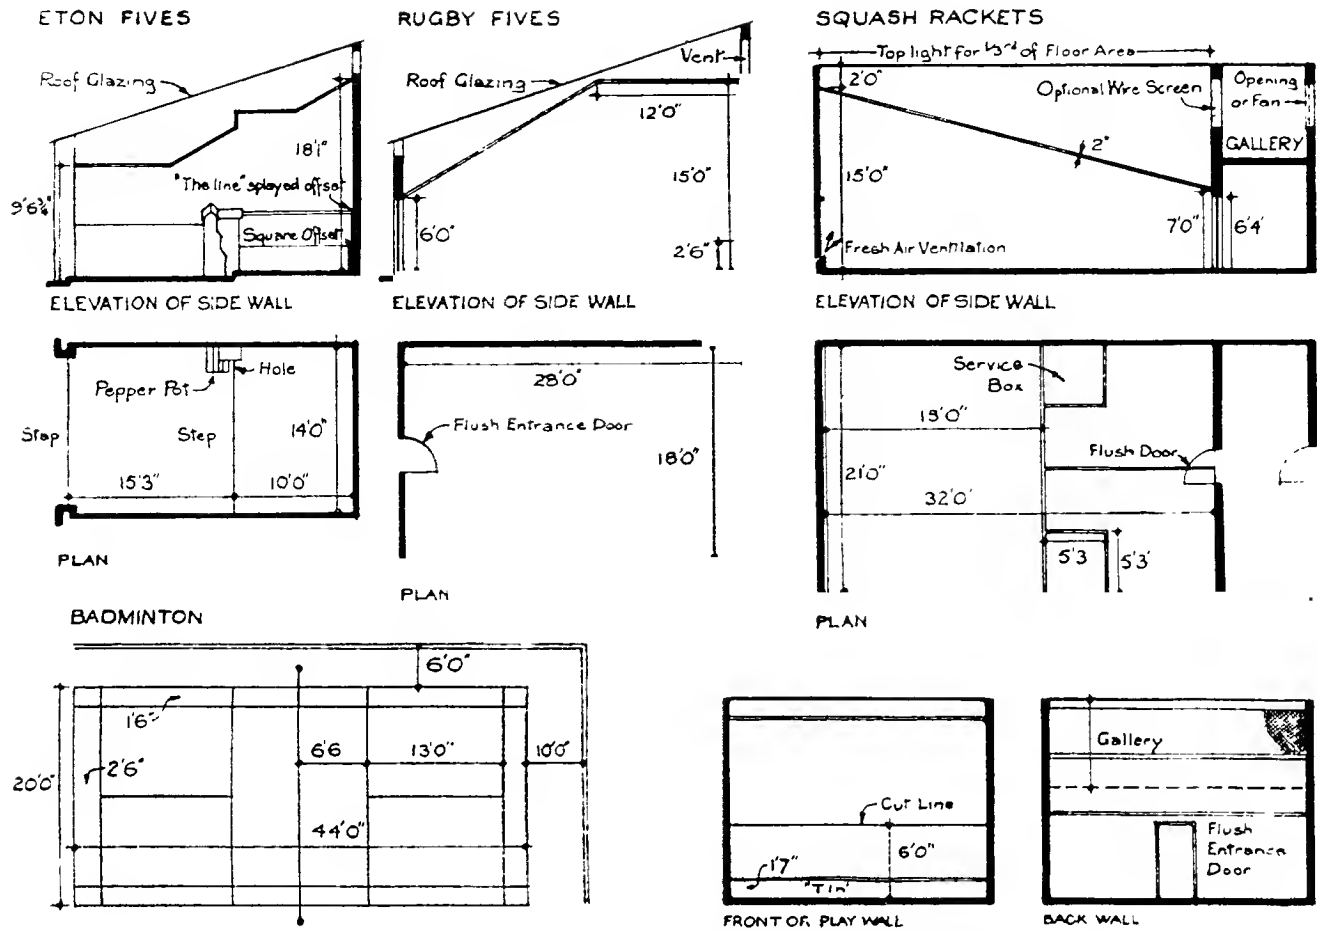 ETON FIVES
Roof Glazing
18'1"
"The line" splayed offset
9'6¾"
Square Offset
ELEVATION OF SIDE WALL
Hole
Pepper Pot
Step
Step
14'0"
15'3"
10'0"
PLAN
RUGBY FIVES
Vent
Roof Glazing
12'0"
15'0"
6'0"
2'6"
ELEVATION OF SIDE WALL
28'0"
Flush Entrance Door
18'0"
PLAN
SQUASH RACKETS
Top light for ⅓rd of Floor Area
2'0"
Optional Wire Screen
Opening
or Fan
2"
GALLERY
15'0"
7'0"
6'4'
Fresh Air Ventilation
ELEVATION OF SIDE WALL
Service
Box
Flush Door
21'0"
32'0'
5'3
5'3'
PLAN
BADMINTON
6'0"
1'6"
6'6
13'0"
10'0"
2'6"
20'0"
44'0"
Cut Line
6'0"
1'7"
"Tin"
FRONT OF PLAY WALL
Gallery
Flush
Entrance
Door
BACK WALL